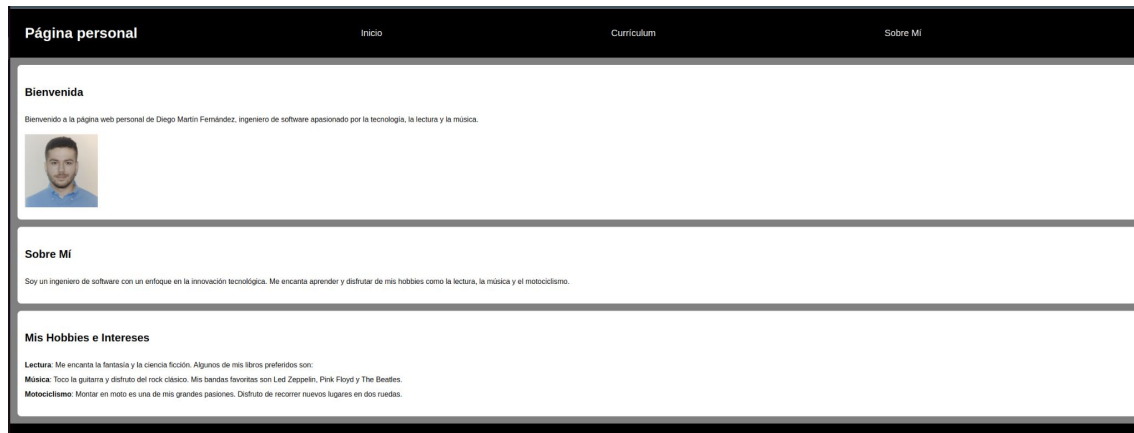 Página personal
Inicio
Currículum
Sobre Mí
Bienvenida
Bienvenido a la página web personal de Diego Martín Fernández, ingeniero de software apasionado por la tecnología, la lectura y la música.
Sobre Mí
Soy un ingeniero de software con un enfoque en la innovación tecnológica. Me encanta aprender y disfrutar de mis hobbies como la lectura, la música y el motociclismo.
Mis Hobbies e Intereses
Lectura: Me encanta la fantasía y la ciencia ficción. Algunos de mis libros preferidos son:
Música: Toco la guitarra y disfruto del rock clásico. Mis bandas favoritas son Led Zeppelin, Pink Floyd y The Beatles.
Motociclismo: Montar en moto es una de mis grandes pasiones. Disfruto de recorrer nuevos lugares en dos ruedas.